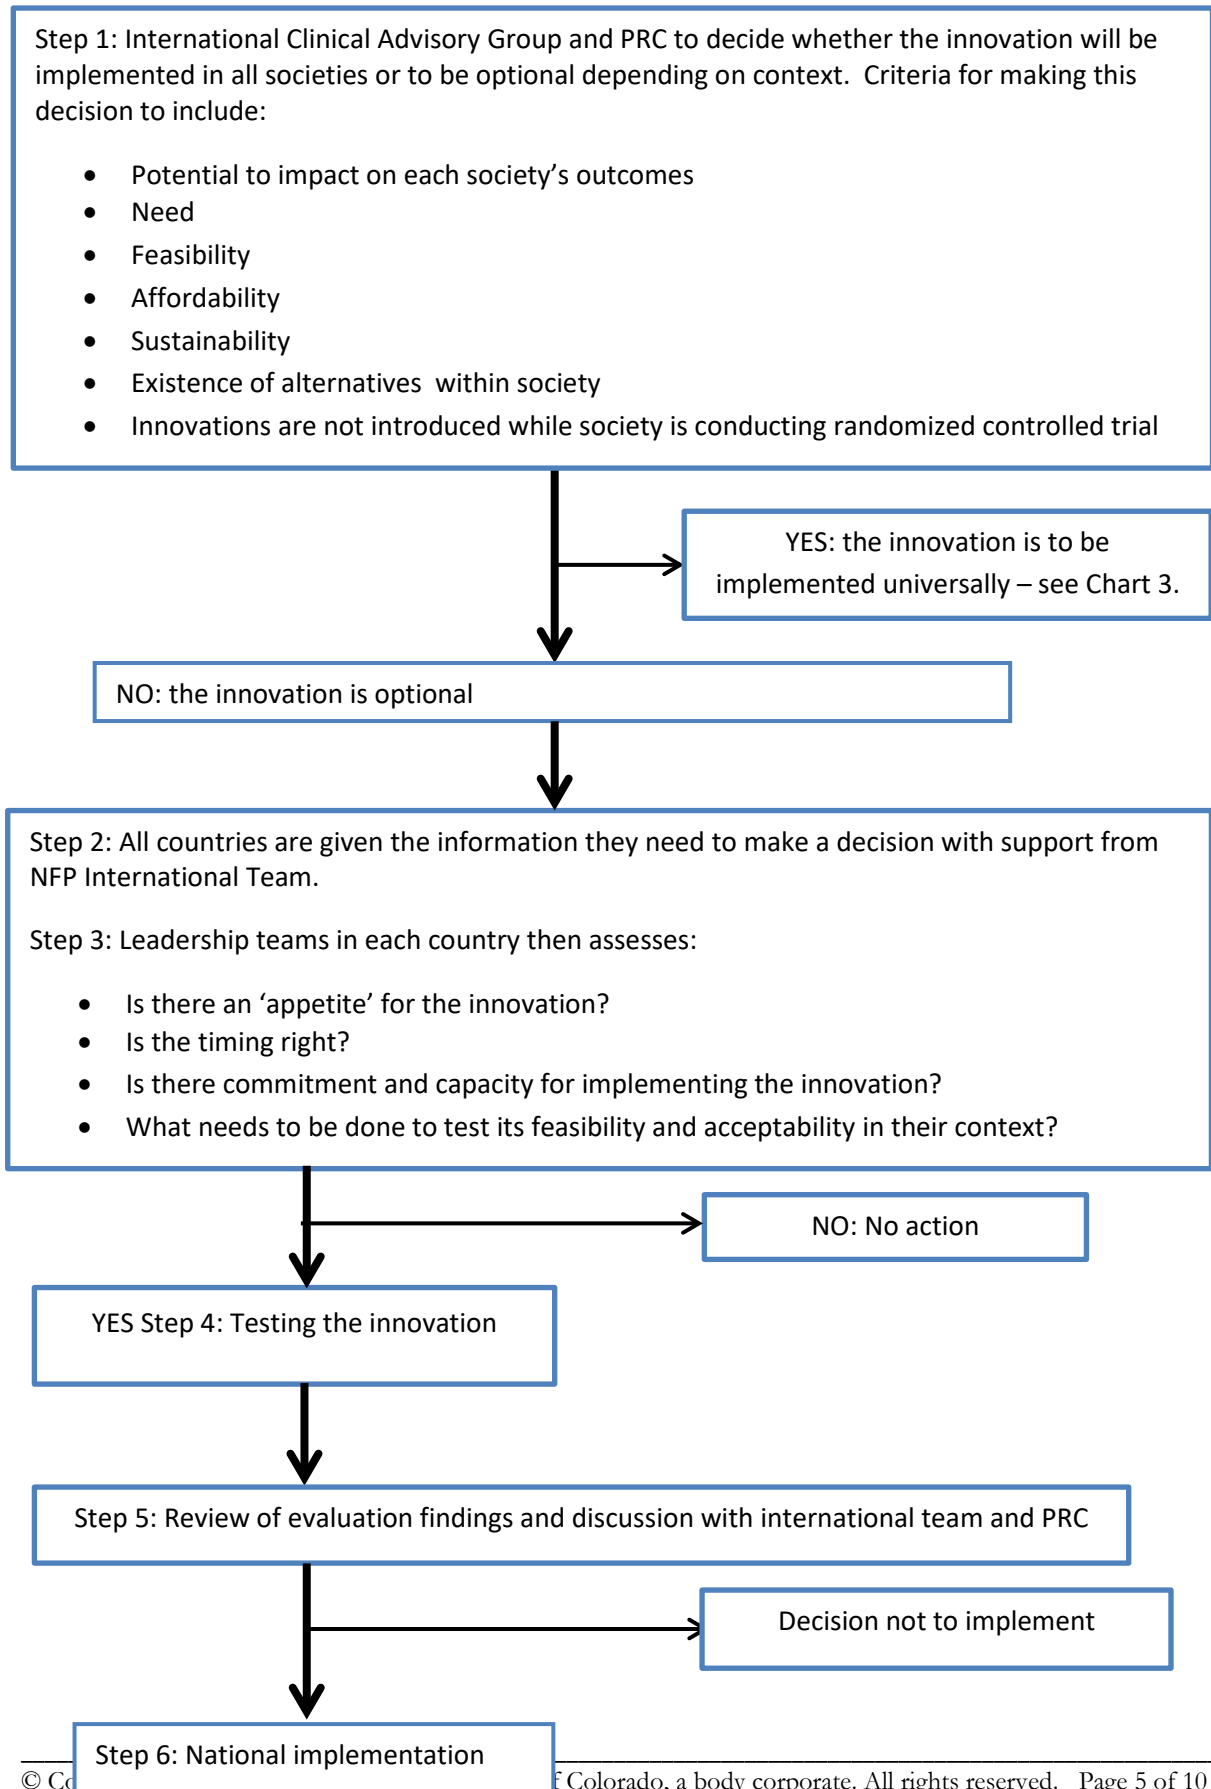 Step 1: International Clinical Advisory Group and PRC to decide whether the innovation will be
implemented in all societies or to be optional depending on context.  Criteria for making this
decision to include:
• Potential to impact on each society’s outcomes
• Need
• Feasibility
• Affordability
• Sustainability
• Existence of alternatives  within society
• Innovations are not introduced while society is conducting randomized controlled trial
YES: the innovation is to be
implemented universally – see Chart 3.
NO: the innovation is optional
Step 2: All countries are given the information they need to make a decision with support from
NFP International Team.
Step 3: Leadership teams in each country then assesses:
• Is there an ‘appetite’ for the innovation?
• Is the timing right?
• Is there commitment and capacity for implementing the innovation?
• What needs to be done to test its feasibility and acceptability in their context?
NO: No action
YES Step 4: Testing the innovation
Step 5: Review of evaluation findings and discussion with international team and PRC
Decision not to implement
Step 6: National implementation
© Colorado, a body corporate. All rights reserved.   Page 5 of 10